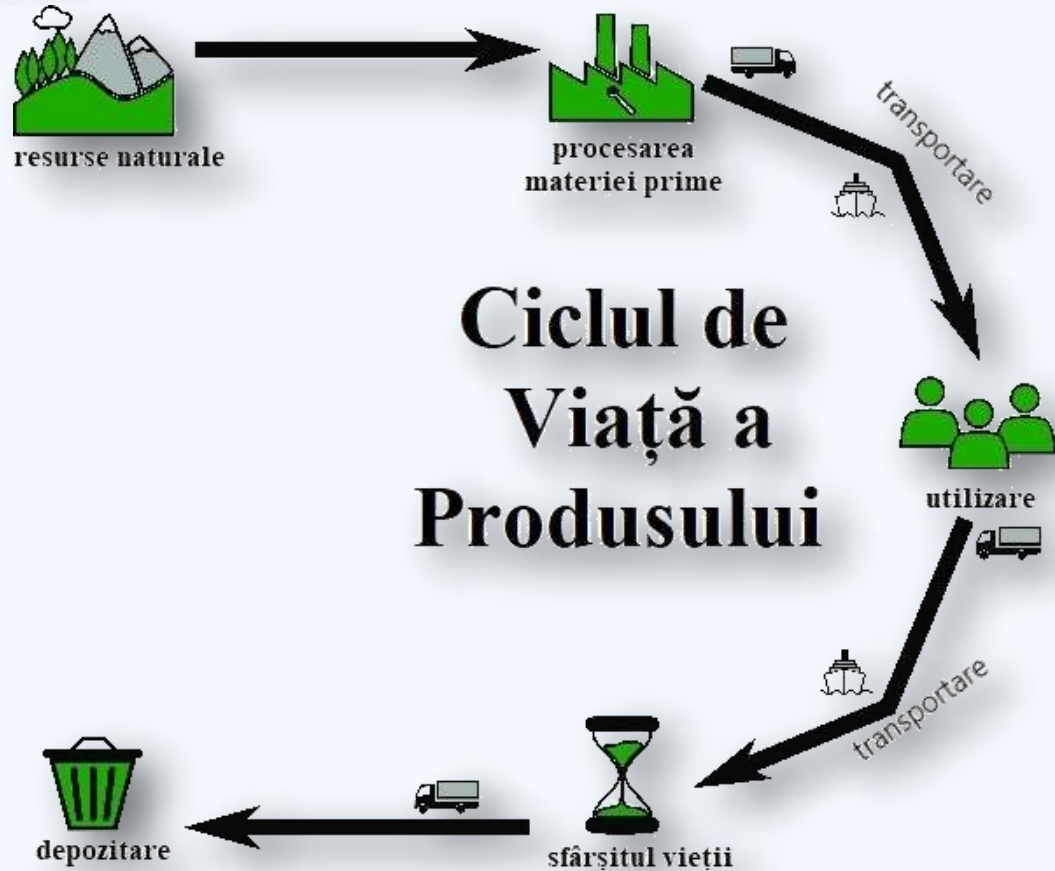 resurse naturale
procesarea
materiei prime
transportare
Ciclul de
Viață a
Produsului
utilizare
transportare
sfârșitul vieții
depozitare